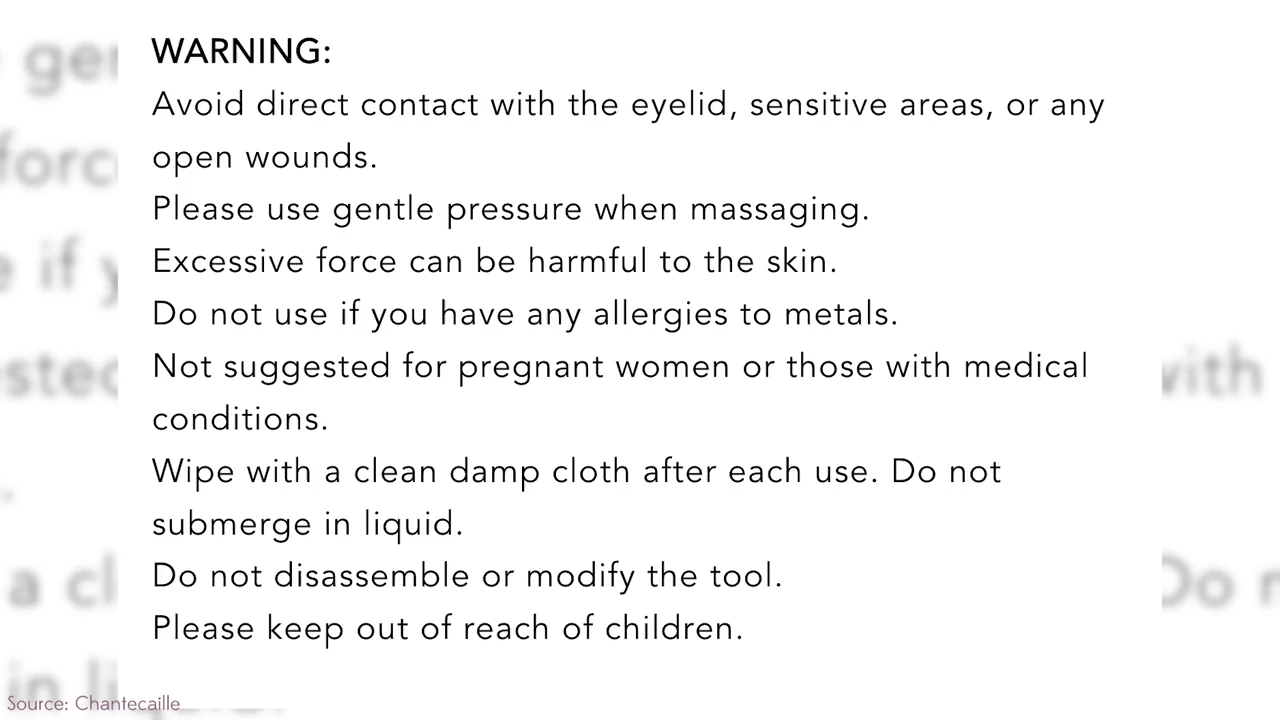 WARNING:
Avoid direct contact with the eyelid, sensitive areas, or any
open wounds.
Please use gentle pressure when massaging.
Excessive force can be harmful to the skin.
Do not use if you have any allergies to metals.
Not suggested for pregnant women or those with medical
conditions.
Wipe with a clean damp cloth after each use. Do not
submerge in liquid.
Do not disassemble or modify the tool.
Please keep out of reach of children.
Source: Chantecaille